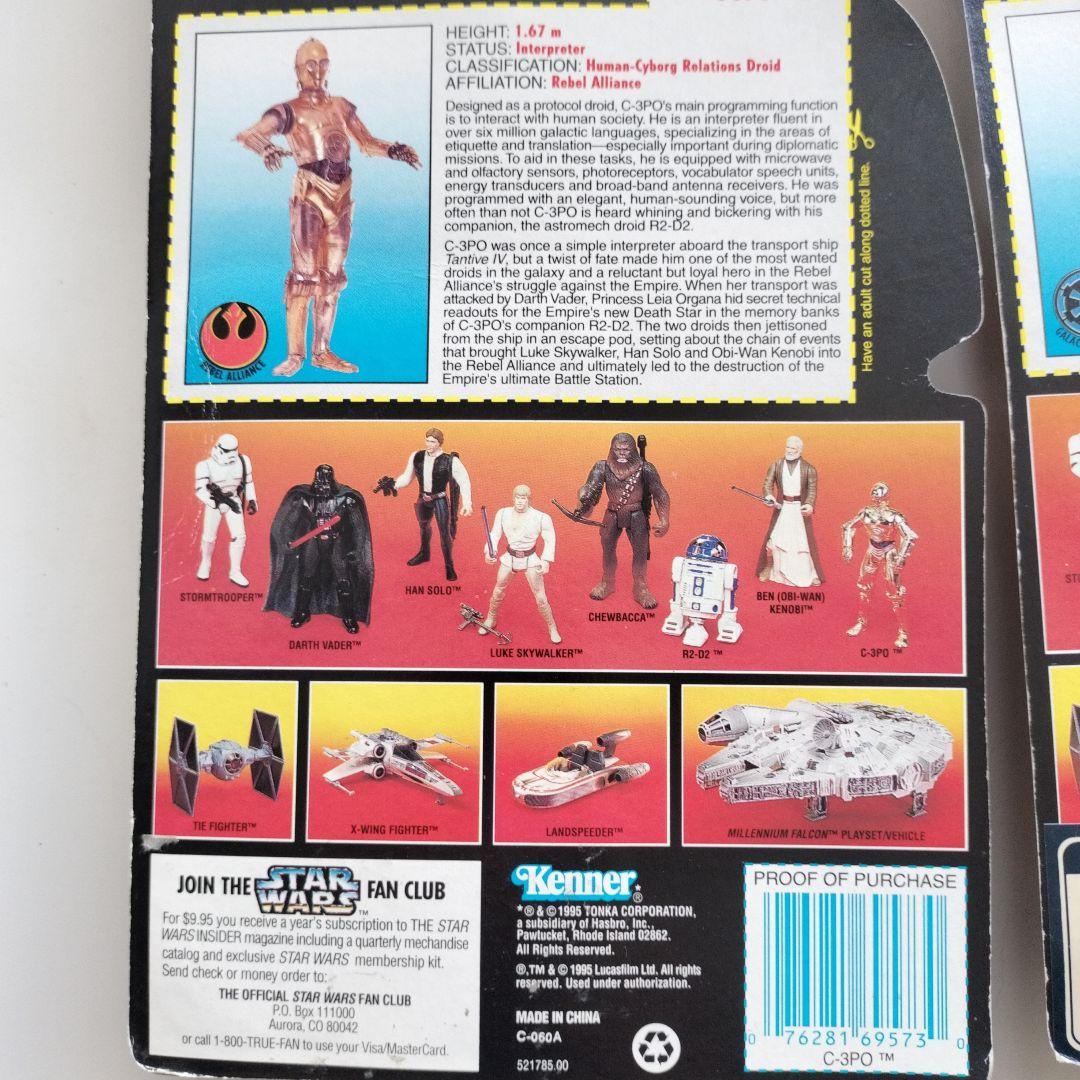 HEIGHT: 1.67 m
STATUS: Interpreter
CLASSIFICATION: Human-Cyborg Relations Droid
AFFILIATION: Rebel Alliance
Designed as a protocol droid, C-3PO's main programming function
is to interact with human society. He is an interpreter fluent in
over six million galactic languages, specializing in the areas of
etiquette and translation—especially important during diplomatic
missions. To aid in these tasks, he is equipped with microwave
and olfactory sensors, photoreceptors, vocabulator speech units,
energy transducers and broad-band antenna receivers. He was
programmed with an elegant, human-sounding voice, but more
often than not C-3PO is heard whining and bickering with his
companion, the astromech droid R2-D2.
C-3PO was once a simple interpreter aboard the transport ship
Tantive IV, but a twist of fate made him one of the most wanted
droids in the galaxy and a reluctant but loyal hero in the Rebel
Alliance's struggle against the Empire. When her transport was
attacked by Darth Vader, Princess Leia Organa hid secret technical
readouts for the Empire's new Death Star in the memory banks
of C-3PO's companion R2-D2. The two droids then jettisoned
from the ship in an escape pod, setting about the chain of events
that brought Luke Skywalker, Han Solo and Obi-Wan Kenobi into
the Rebel Alliance and ultimately led to the destruction of the
Empire's ultimate Battle Station.
REBEL ALLIANCE
Have an adult cut along dotted line.
STORMTROOPER™
DARTH VADER™
HAN SOLO™
LUKE SKYWALKER™
CHEWBACCA™
R2-D2 ™
BEN (OBI-WAN)
KENOBI™
C-3PO ™
TIE FIGHTER™
X-WING FIGHTER™
LANDSPEEDER™
MILLENNIUM FALCON™ PLAYSET/VEHICLE
JOIN THE STAR WARS™ FAN CLUB
For $9.95 you receive a year's subscription to THE STAR
WARS INSIDER magazine including a quarterly merchandise
catalog and exclusive STAR WARS membership kit.
Send check or money order to:
THE OFFICIAL STAR WARS FAN CLUB
P.O. Box 111000
Aurora, CO 80042
or call 1-800-TRUE-FAN to use your Visa/MasterCard.
Kenner®
*® & © 1995 TONKA CORPORATION,
a subsidiary of Hasbro, Inc.,
Pawtucket, Rhode Island 02862.
All Rights Reserved.
®,TM & © 1995 Lucasfilm Ltd. All rights
reserved. Used under authorization.
MADE IN CHINA
C-060A
521785.00
PROOF OF PURCHASE
0 76281 69573 0
C-3PO ™